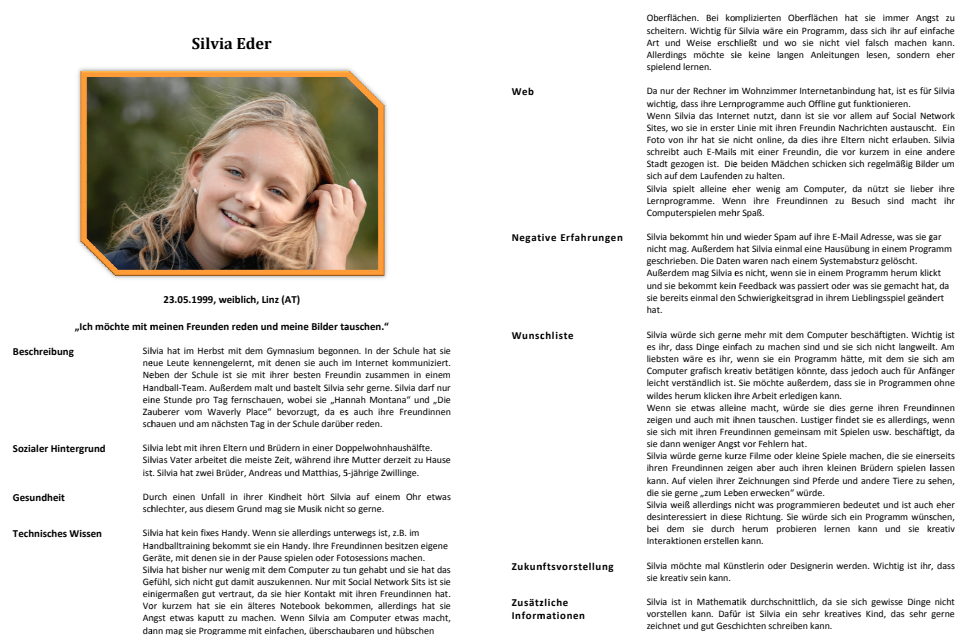 Silvia Eder
23.05.1999, weiblich, Linz (AT)
„Ich möchte mit meinen Freunden reden und meine Bilder tauschen.“
Beschreibung
Silvia hat im Herbst mit dem Gymnasium begonnen. In der Schule hat sie
neue Leute kennengelernt, mit denen sie auch im Internet kommuniziert.
Neben der Schule ist sie mit ihrer besten Freundin zusammen in einem
Handball-Team. Außerdem malt und bastelt Silvia sehr gerne. Silvia darf nur
eine Stunde pro Tag fernschauen, wobei sie „Hannah Montana“ und „Die
Zauberer vom Waverly Place“ bevorzugt, da es auch ihre Freundinnen
schauen und am nächsten Tag in der Schule darüber reden.
Sozialer Hintergrund
Silvia lebt mit ihren Eltern und Brüdern in einer Doppelwohnhaushälfte.
Silvias Vater arbeitet die meiste Zeit, während ihre Mutter derzeit zu Hause
ist. Silvia hat zwei Brüder, Andreas und Matthias, 5-jährige Zwillinge.
Gesundheit
Durch einen Unfall in ihrer Kindheit hört Silvia auf einem Ohr etwas
schlechter, aus diesem Grund mag sie Musik nicht so gerne.
Technisches Wissen
Silvia hat kein fixes Handy. Wenn sie allerdings unterwegs ist, z.B. im
Handballtraining bekommt sie ein Handy. Ihre Freundinnen besitzen eigene
Geräte, mit denen sie in der Pause spielen oder Fotosessions machen.
Silvia hat bisher nur wenig mit dem Computer zu tun gehabt und sie hat das
Gefühl, sich nicht gut damit auszukennen. Nur mit Social Network Sits ist sie
einigermaßen gut vertraut, da sie hier Kontakt mit ihren Freundinnen hat.
Vor kurzem hat sie ein älteres Notebook bekommen, allerdings hat sie
Angst etwas kaputt zu machen. Wenn Silvia am Computer etwas macht,
dann mag sie Programme mit einfachen, überschaubaren und hübschen
Oberflächen. Bei komplizierten Oberflächen hat sie immer Angst zu
scheitern. Wichtig für Silvia wäre ein Programm, dass sich ihr auf einfache
Art und Weise erschließt und wo sie nicht viel falsch machen kann.
Allerdings möchte sie keine langen Anleitungen lesen, sondern eher
spielend lernen.
Web
Da nur der Rechner im Wohnzimmer Internetanbindung hat, ist es für Silvia
wichtig, dass ihre Lernprogramme auch Offline gut funktionieren.
Wenn Silvia das Internet nutzt, dann ist sie vor allem auf Social Network
Sites, wo sie in erster Linie mit ihren Freundin Nachrichten austauscht. Ein
Foto von ihr hat sie nicht online, da dies ihre Eltern nicht erlauben. Silvia
schreibt auch E-Mails mit einer Freundin, die vor kurzem in eine andere
Stadt gezogen ist. Die beiden Mädchen schicken sich regelmäßig Bilder um
sich auf dem Laufenden zu halten.
Silvia spielt alleine eher wenig am Computer, da nützt sie lieber ihre
Lernprogramme. Wenn ihre Freundinnen zu Besuch sind macht ihr
Computerspielen mehr Spaß.
Negative Erfahrungen
Silvia bekommt hin und wieder Spam auf ihre E-Mail Adresse, was sie gar
nicht mag. Außerdem hat Silvia einmal eine Hausübung in einem Programm
geschrieben. Die Daten waren nach einem Systemabsturz gelöscht.
Außerdem mag Silvia es nicht, wenn sie in einem Programm herum klickt
und sie bekommt kein Feedback was passiert oder was sie gemacht hat, da
sie bereits einmal den Schwierigkeitsgrad in ihrem Lieblingsspiel geändert
hat.
Wunschliste
Silvia würde sich gerne mehr mit dem Computer beschäftigten. Wichtig ist
es ihr, dass Dinge einfach zu machen sind und sie sich nicht langweilt. Am
liebsten wäre es ihr, wenn sie ein Programm hätte, mit dem sie sich am
Computer grafisch kreativ betätigen könnte, dass jedoch auch für Anfänger
leicht verständlich ist. Sie möchte außerdem, dass sie in Programmen ohne
wildes herum klicken ihre Arbeit erledigen kann.
Wenn sie etwas alleine macht, würde sie dies gerne ihren Freundinnen
zeigen und auch mit ihnen tauschen. Lustiger findet sie es allerdings, wenn
sie sich mit ihren Freundinnen gemeinsam mit Spielen usw. beschäftigt, da
sie dann weniger Angst vor Fehlern hat.
Silvia würde gerne kurze Filme oder kleine Spiele machen, die sie einerseits
ihren Freundinnen zeigen aber auch ihren kleinen Brüdern spielen lassen
kann. Auf vielen ihrer Zeichnungen sind Pferde und andere Tiere zu sehen,
die sie gerne „zum Leben erwecken“ würde.
Silvia weiß allerdings nicht was programmieren bedeutet und ist auch eher
desinteressiert in diese Richtung. Sie würde sich ein Programm wünschen,
bei dem sie durch herum probieren lernen kann und sie kreativ
Interaktionen erstellen kann.
Zukunftsvorstellung
Silvia möchte mal Künstlerin oder Designerin werden. Wichtig ist ihr, dass
sie kreativ sein kann.
Zusätzliche
Informationen
Silvia ist in Mathematik durchschnittlich, da sie sich gewisse Dinge nicht
vorstellen kann. Dafür ist Silvia ein sehr kreatives Kind, das sehr gerne
zeichnet und gut Geschichten schreiben kann.